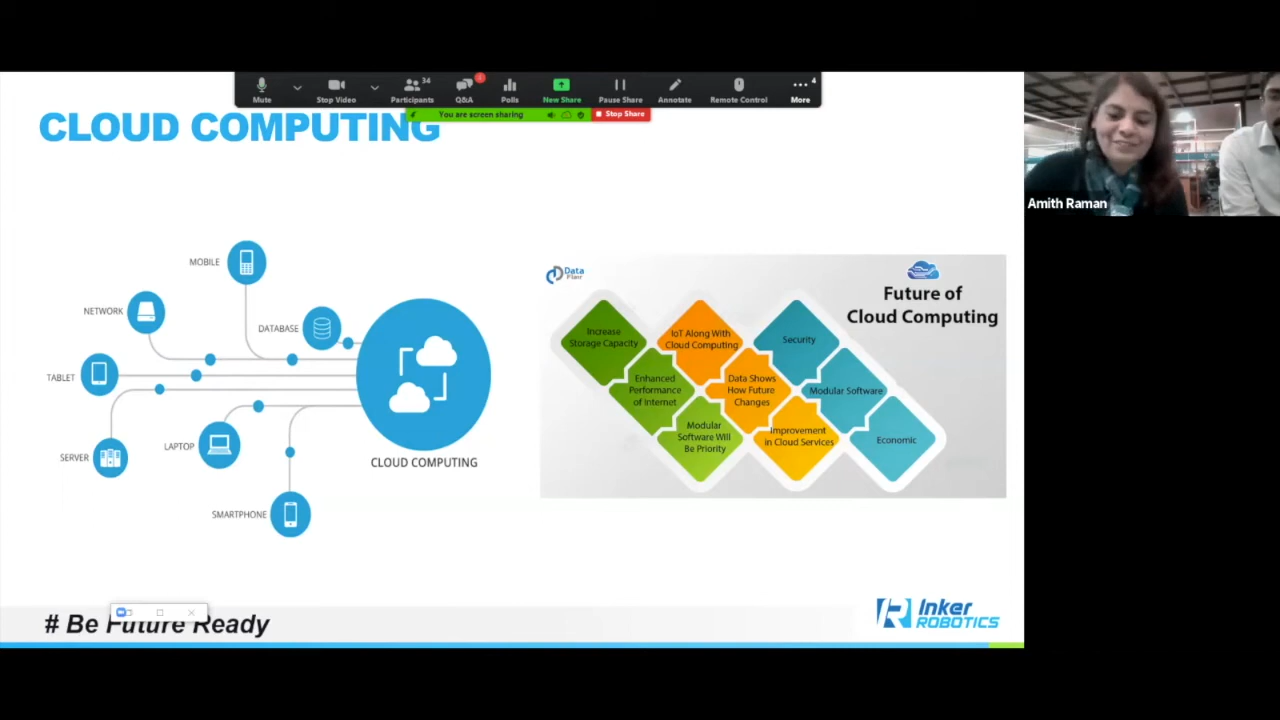 34
4
Mute
Stop Video
Participants
Q&A
Polls
New Share
Pause Share
Annotate
Remote Control
More
You are screen sharing
Stop Share
CLOUD COMPUTING
Amith Raman
MOBILE
NETWORK
DATABASE
TABLET
LAPTOP
SERVER
SMARTPHONE
CLOUD COMPUTING
Data
Flair
Future of
Cloud Computing
Increase
Storage Capacity
IoT Along With
Cloud Computing
Security
Enhanced
Performance
of Internet
Data Shows
How Future
Changes
Modular Software
Modular
Software Will
Be Priority
Improvement
in Cloud Services
Economic
# Be Future Ready
Inker
ROBOTICS